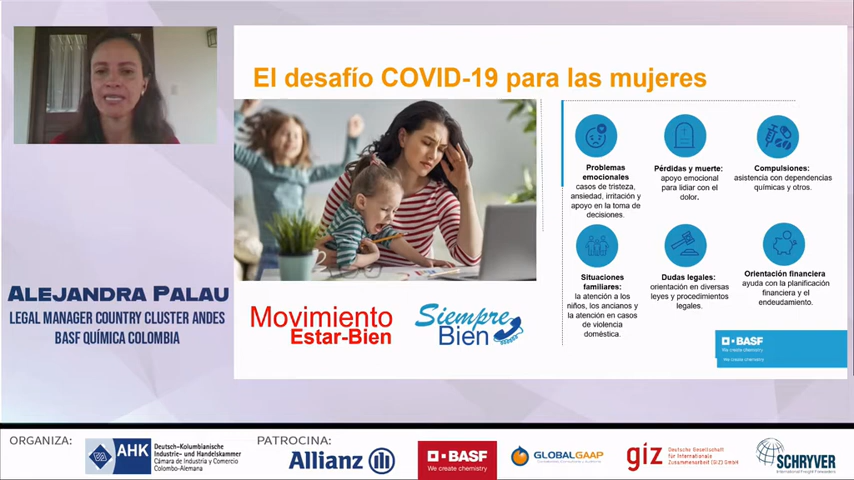 El desafío COVID-19 para las mujeres
Problemas
emocionales
casos de tristeza,
ansiedad, irritación y
apoyo en la toma de
decisiones.
Pérdidas y muerte:
apoyo emocional
para lidiar con el
dolor.
Compulsiones:
asistencia con dependencias
químicas y otros.
Situaciones
familiares:
la atención a los
niños, los ancianos y
la atención en casos
de violencia
doméstica.
Dudas legales:
orientación en diversas
leyes y procedimientos
legales.
Orientación financiera
ayuda con la planificación
financiera y el
endeudamiento.
Movimiento
Estar-Bien
Siempre
Bien
BASF
We create chemistry
We create chemistry
ALEJANDRA PALAU
LEGAL MANAGER COUNTRY CLUSTER ANDES
BASF QUÍMICA COLOMBIA
ORGANIZA:
AHK
Deutsch-Kolumbianische
Industrie- und Handelskammer
Cámara de Industria y Comercio
Colombo-Alemana
PATROCINA:
Allianz
BASF
We create chemistry
GLOBALGAAP
giz
Deutsche Gesellschaft
für Internationale
Zusammenarbeit (GIZ) GmbH
SCHRYVER
International Freight Forwarders